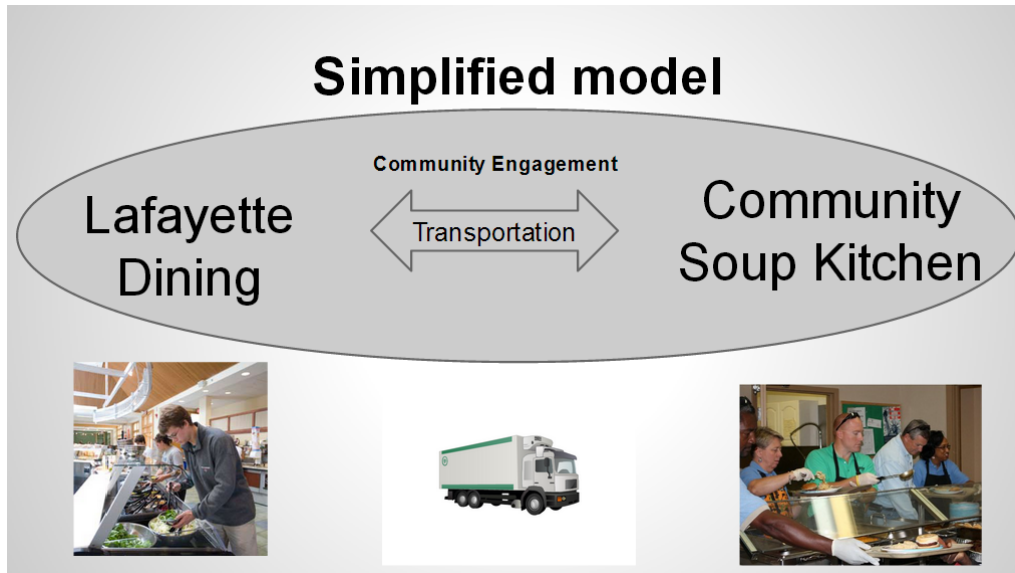 Simplified model
Community Engagement
Lafayette
Dining
Transportation
Community
Soup Kitchen